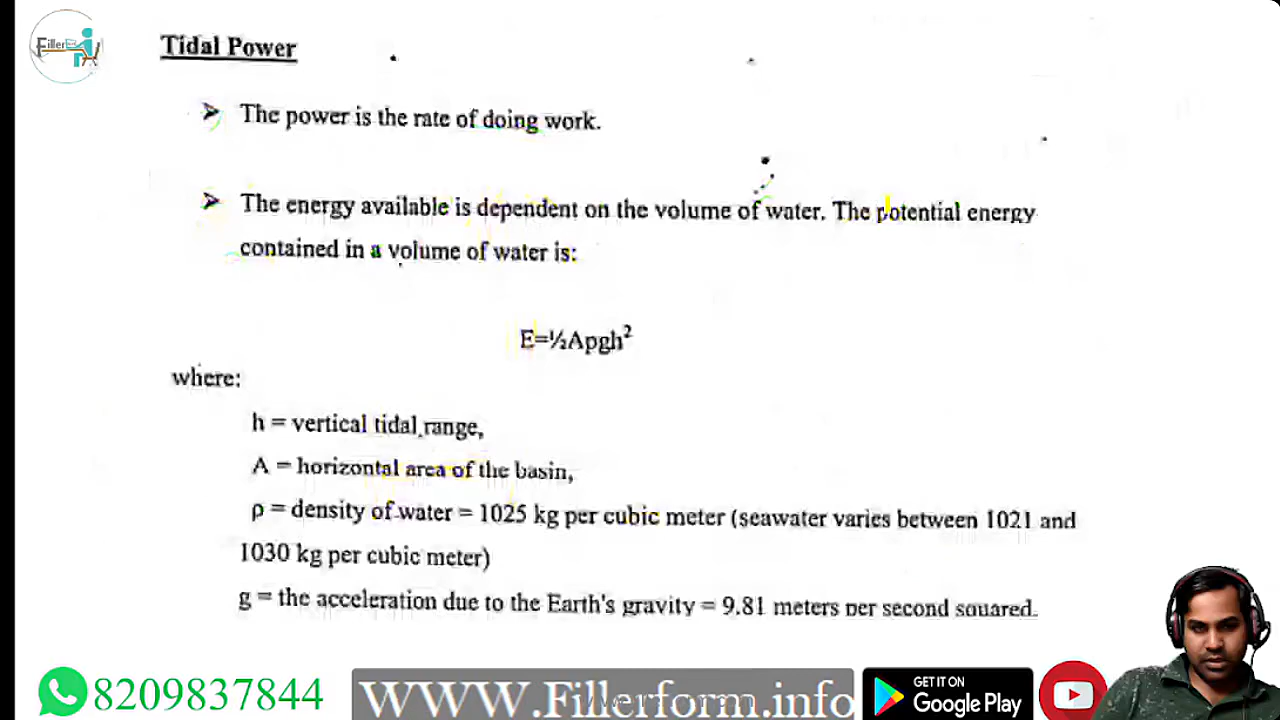 Filler
Tidal Power
➢ The power is the rate of doing work.
➢ The energy available is dependent on the volume of water. The potential energy
contained in a volume of water is:
E=½Aρgh²
where:
h = vertical tidal range,
A = horizontal area of the basin,
ρ = density of water = 1025 kg per cubic meter (seawater varies between 1021 and
1030 kg per cubic meter)
g = the acceleration due to the Earth's gravity = 9.81 meters per second squared.
8209837844
WWW.Fillerform.info
GET IT ON
Google Play